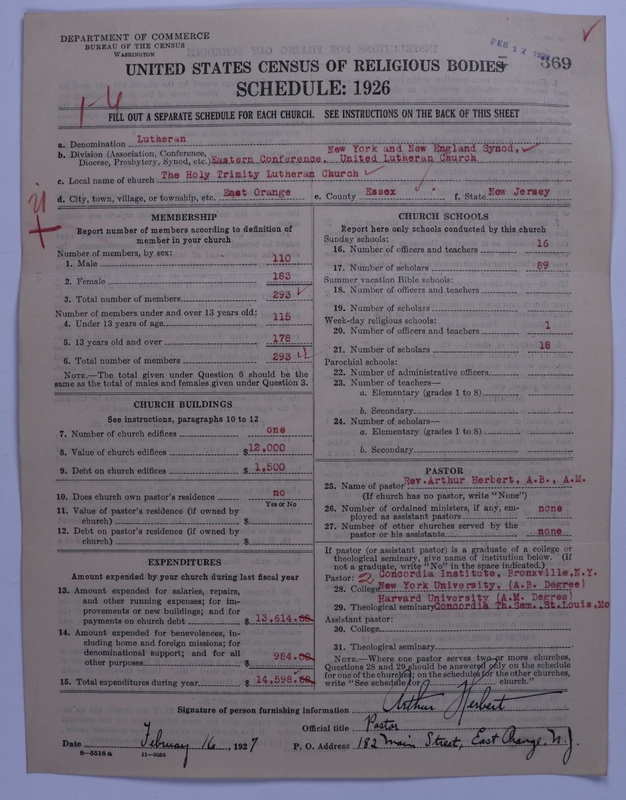 DEPARTMENT OF COMMERCE
BUREAU OF THE CENSUS
WASHINGTON
FEB 17
369
UNITED STATES CENSUS OF RELIGIOUS BODIES
SCHEDULE: 1926
1-4
FILL OUT A SEPARATE SCHEDULE FOR EACH CHURCH. SEE INSTRUCTIONS ON THE BACK OF THIS SHEET
a. Denomination Lutheran
b. Division (Association, Conference, New York and New England Synod,
Diocese, Presbytery, Synod, etc.) Eastern Conference, United Lutheran Church
c. Local name of church The Holy Trinity Lutheran Church
d. City, town, village, or township, etc. East Orange e. County Essex f. State New Jersey
MEMBERSHIP
Report number of members according to definition of
member in your church
Number of members, by sex:
1. Male 110
2. Female 183
3. Total number of members 293
Number of members under and over 13 years old:
4. Under 13 years of age 115
5. 13 years old and over 178
6. Total number of members 293
NOTE.—The total given under Question 6 should be the
same as the total of males and females given under Question 3.
CHURCH BUILDINGS
See instructions, paragraphs 10 to 12
7. Number of church edifices one
8. Value of church edifices $12,000
9. Debt on church edifices $ 1,500
10. Does church own pastor's residence no
Yes or No
11. Value of pastor's residence (if owned by
church) $
12. Debt on pastor's residence (if owned by
church) $
EXPENDITURES
Amount expended by your church during last fiscal year
13. Amount expended for salaries, repairs,
and other running expenses; for im-
provements or new buildings; and for
payments on church debt $ 13,614.
14. Amount expended for benevolences, in-
cluding home and foreign missions; for
denominational support; and for all
other purposes $ 984.
15. Total expenditures during year $ 14,598.
CHURCH SCHOOLS
Report here only schools conducted by this church
Sunday schools:
16. Number of officers and teachers 16
17. Number of scholars 89
Summer vacation Bible schools:
18. Number of officers and teachers
19. Number of scholars
Week-day religious schools:
20. Number of officers and teachers 1
21. Number of scholars 18
Parochial schools:
22. Number of administrative officers
23. Number of teachers—
a. Elementary (grades 1 to 8)
b. Secondary
24. Number of scholars—
a. Elementary (grades 1 to 8)
b. Secondary
PASTOR
25. Name of pastor Rev. Arthur Herbert, A.B., A.M.
(If church has no pastor, write "None")
26. Number of ordained ministers, if any, em-
ployed as assistant pastors none
27. Number of other churches served by the
pastor or his assistants none
If pastor (or assistant pastor) is a graduate of a college or
theological seminary, give name of institution below. (If
not a graduate, write "No" in the space indicated.)
Pastor: 2 Concordia Institute, Bronxville, N.Y.
28. College New York University, (A.B. Degree)
Harvard University (A.M. Degree)
29. Theological seminary Concordia Th.Sem., St.Louis, Mo
Assistant pastor:
30. College
31. Theological seminary
NOTE.—Where one pastor serves two or more churches,
Questions 28 and 29 should be answered only on the schedule
for one of the churches; on the schedules for the other churches,
write "See schedule for church."
Signature of person furnishing information Arthur Herbert
Official title Pastor
Date February 16, 1927 P. O. Address 182 Main Street, East Orange, N.J.
8-5518a 11-9084